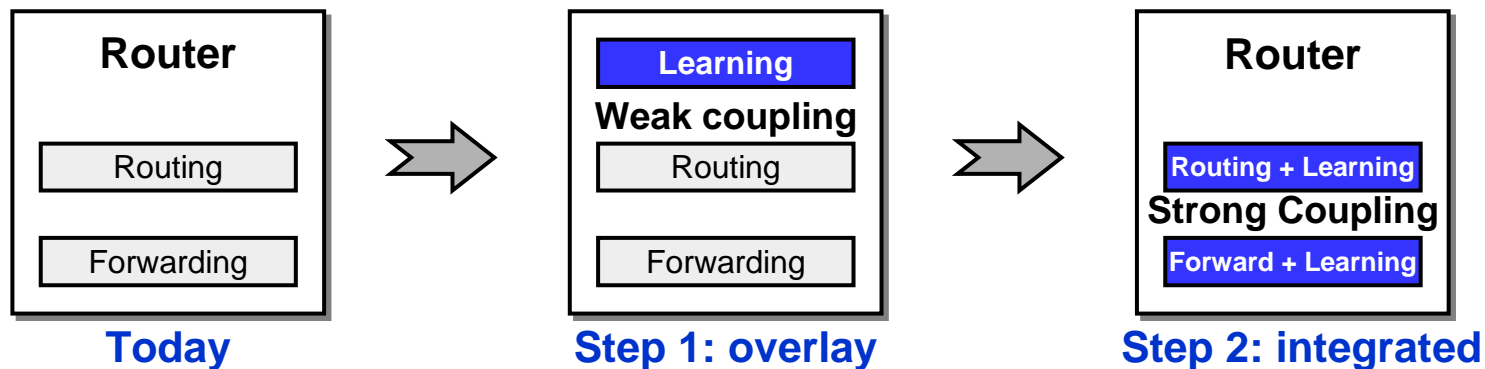 Router
Routing
Forwarding
Today
Learning
Weak coupling
Routing
Forwarding
Step 1: overlay
Router
Routing + Learning
Strong Coupling
Forward + Learning
Step 2: integrated